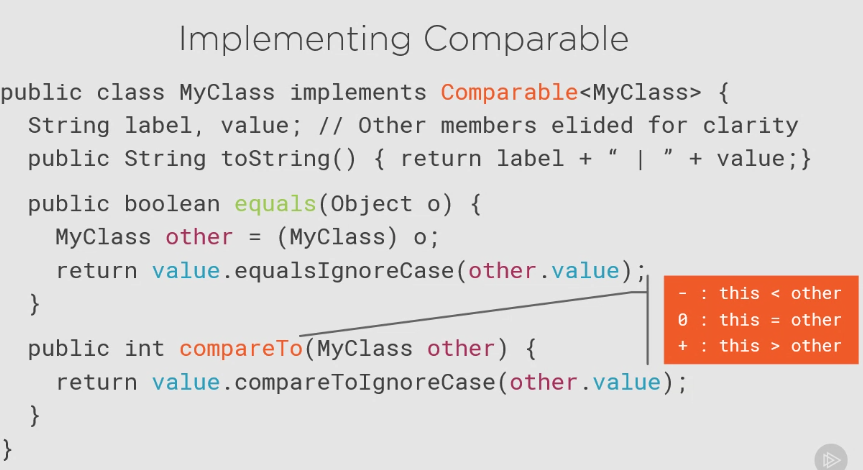 Implementing Comparable
public class MyClass implements Comparable<MyClass> {
String label, value; // Other members elided for clarity
public String toString() { return label + “ | ” + value;}
public boolean equals(Object o) {
MyClass other = (MyClass) o;
return value.equalsIgnoreCase(other.value);
}
- : this < other
0 : this = other
+ : this > other
public int compareTo(MyClass other) {
return value.compareToIgnoreCase(other.value);
}
}